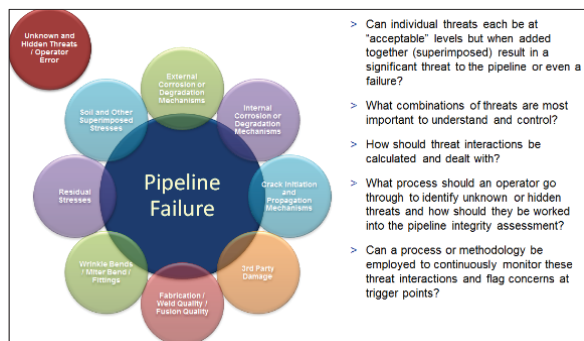 Unknown and
Hidden Threats
/ Operator
Error
External
Corrosion or
Degradation
Mechanisms
Soil and Other
Superimposed
Stresses
Internal
Corrosion or
Degradation
Mechanisms
Residual
Stresses
Pipeline
Failure
Crack Initiation
and
Propagation
Mechanisms
Wrinkle Bends
/ Miter Bend /
Fittings
3rd Party
Damage
Fabrication /
Weld Quality /
Fusion Quality
> Can individual threats each be at
"acceptable" levels but when added
together (superimposed) result in a
significant threat to the pipeline or even a
failure?
> What combinations of threats are most
important to understand and control?
> How should threat interactions be
calculated and dealt with?
> What process should an operator go
through to identify unknown or hidden
threats and how should they be worked
into the pipeline integrity assessment?
> Can a process or methodology be
employed to continuously monitor these
threat interactions and flag concerns at
trigger points?